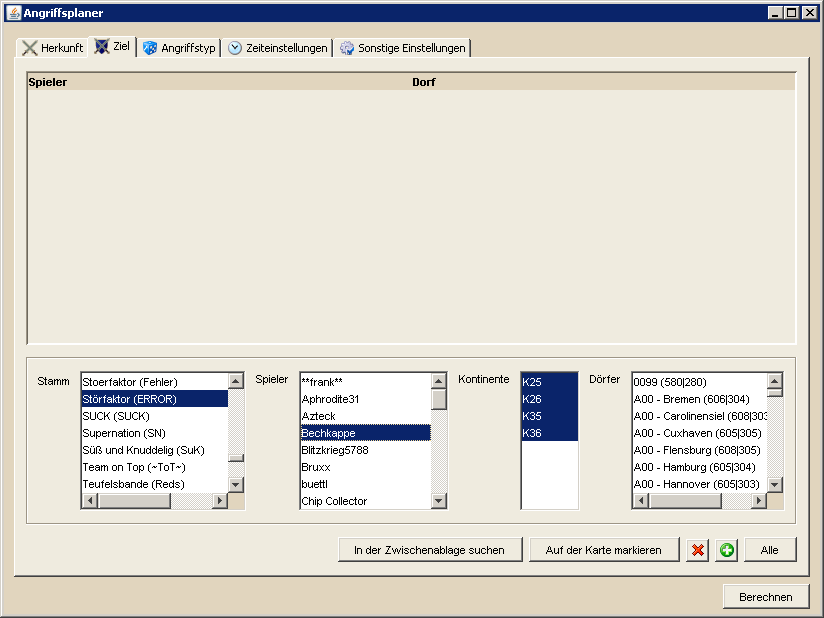 Angriffsplaner
Herkunft Ziel Angriffstyp Zeiteinstellungen Sonstige Einstellungen
Spieler Dorf
Stamm
Stoerfaktor (Fehler)
Störfaktor (ERROR)
SUCK (SUCK)
Supernation (SN)
Süß und Knuddelig (SuK)
Team on Top (~ToT~)
Teufelsbande (Reds)
Spieler
**frank**
Aphrodite31
Azteck
Bechkappe
Blitzkrieg5788
Bruxx
buettl
Chip Collector
Kontinente
K25
K26
K35
K36
Dörfer
0099 (580|280)
A00 - Bremen (606|304)
A00 - Carolinensiel (608|303
A00 - Cuxhaven (605|305)
A00 - Flensburg (608|305)
A00 - Hamburg (605|304)
A00 - Hannover (605|303)
In der Zwischenablage suchen Auf der Karte markieren Alle
Berechnen